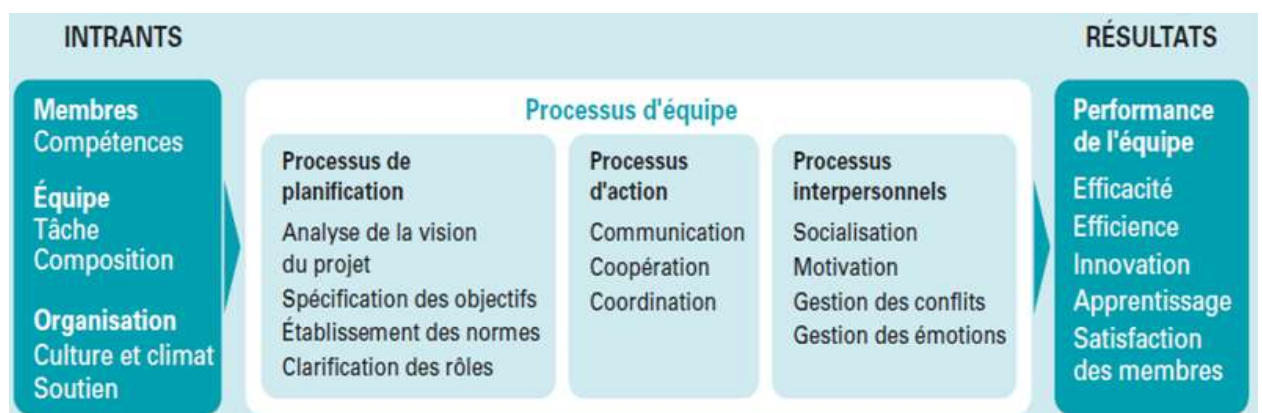 INTRANTS
Membres
Compétences
Équipe
Tâche
Composition
Organisation
Culture et climat
Soutien
Processus d'équipe
Processus de
planification
Analyse de la vision
du projet
Spécification des objectifs
Établissement des normes
Clarification des rôles
Processus
d'action
Communication
Coopération
Coordination
Processus
interpersonnels
Socialisation
Motivation
Gestion des conflits
Gestion des émotions
RÉSULTATS
Performance
de l'équipe
Efficacité
Efficience
Innovation
Apprentissage
Satisfaction
des membres